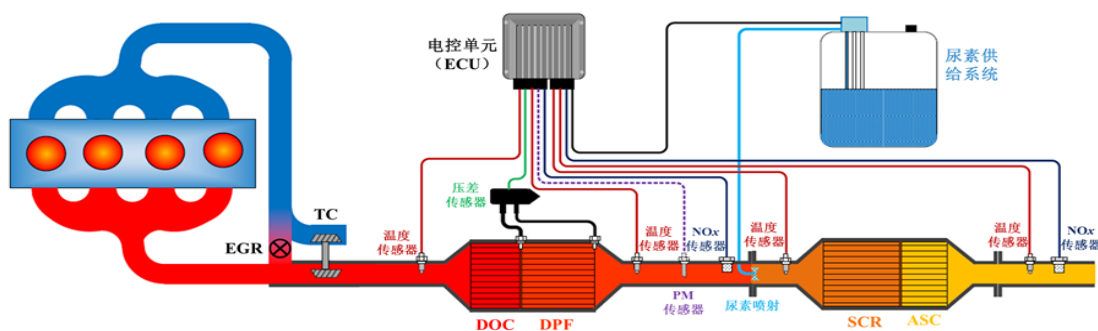 电控单元
（ECU）
尿素供
给系统
压差
传感器
TC
EGR
温度
传感器
温度
传感器
NOx
传感器
温度
传感器
温度
传感器
NOx
传感器
PM
传感器
尿素喷射
DOC
DPF
SCR
ASC